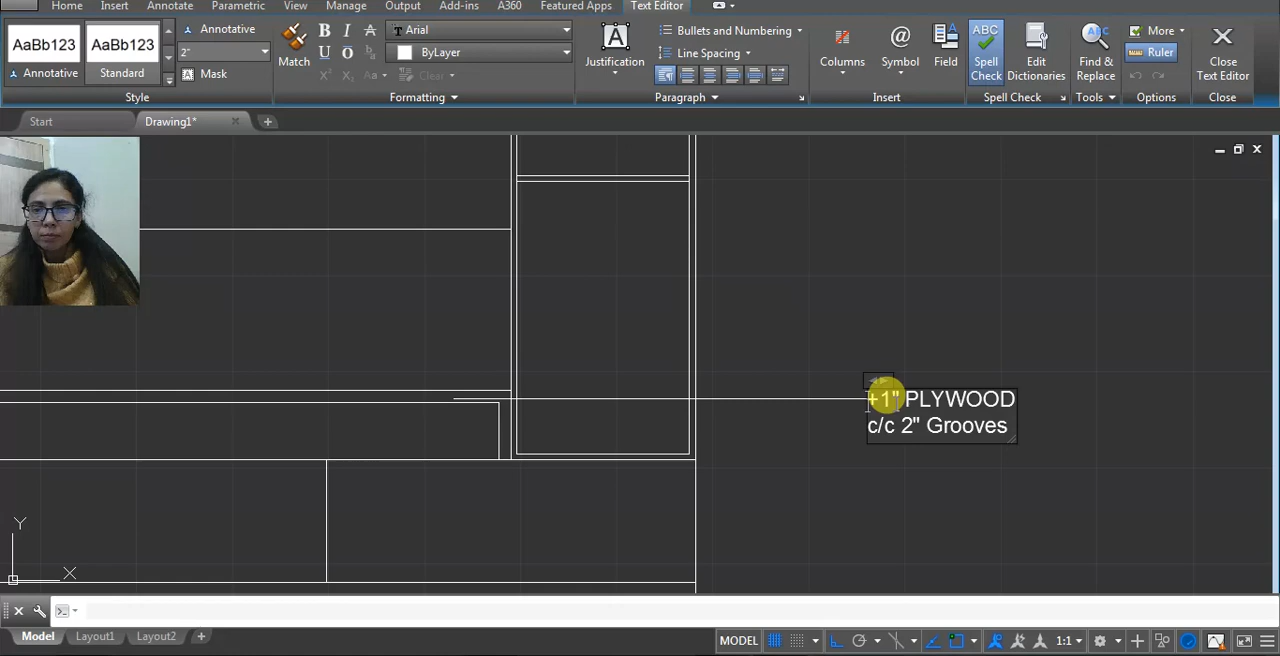 Home Insert Annotate Parametric View Manage Output Add-ins A360 Featured Apps Text Editor
AaBb123 AaBb123
Annotative Standard
Annotative
2"
Mask
Style
Match
B I A Arial
U O ByLayer
Aa Clear
Formatting
Justification
Bullets and Numbering
Line Spacing
Paragraph
Columns
Symbol
Field
Insert
ABC
Spell
Check
Edit
Dictionaries
Spell Check
ABC
Find &
Replace
Tools
More
Ruler
Options
Close
Text Editor
Close
Start Drawing1*
+1" PLYWOOD
c/c 2" Grooves
Y
X
Model Layout1 Layout2
MODEL 1:1